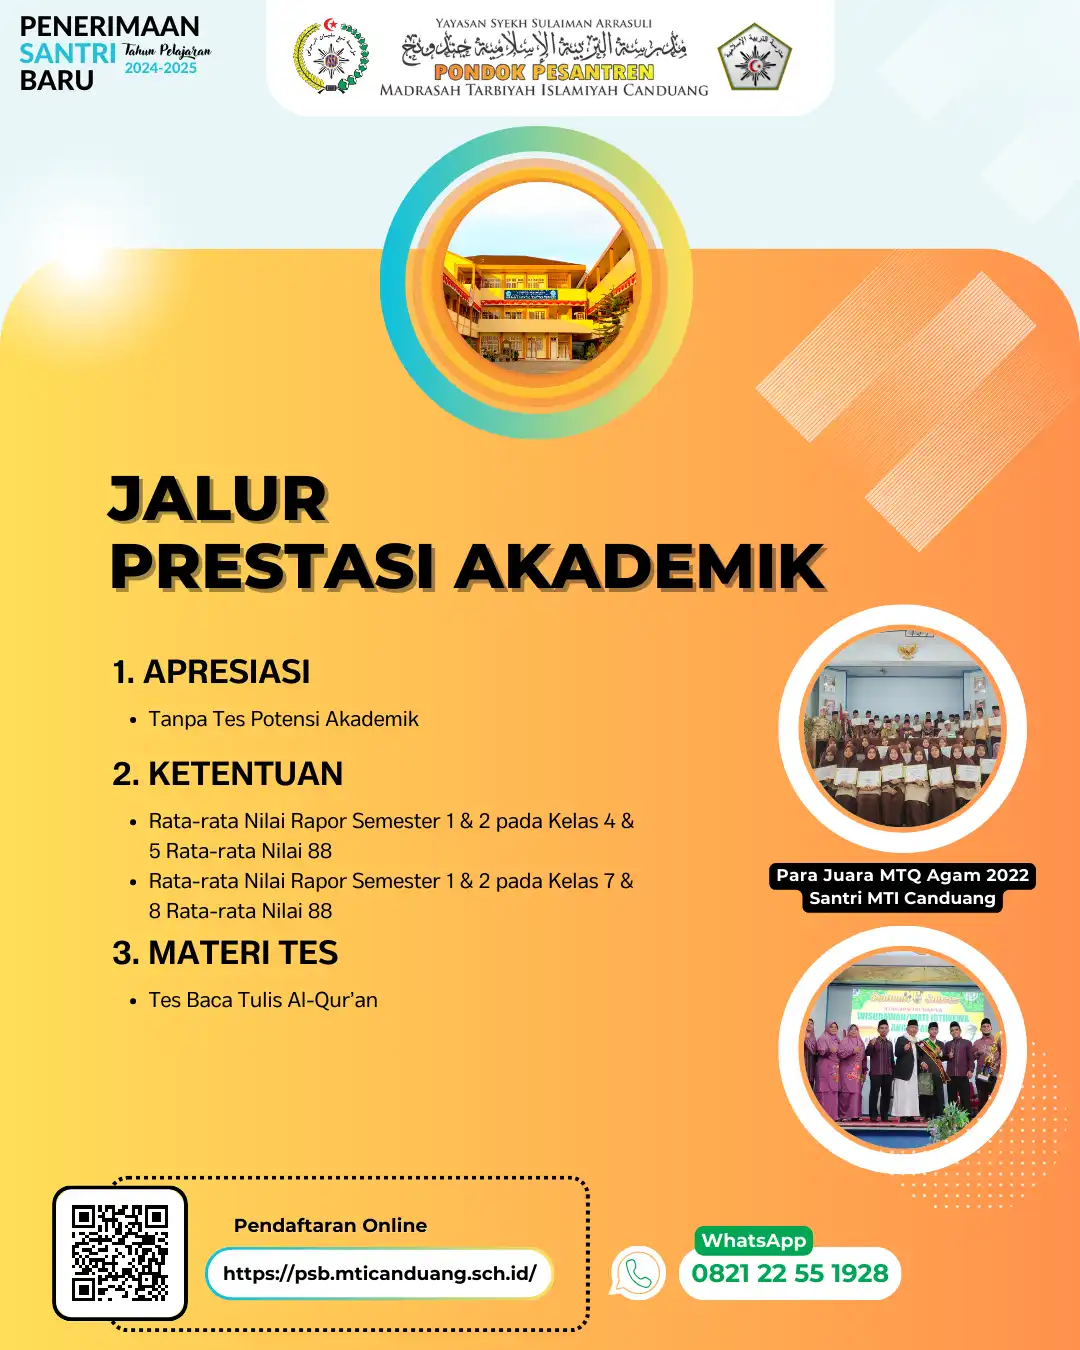 PENERIMAAN
SANTRI Tahun Pelajaran
BARU 2024-2025
YAYASAN SYEKH SULAIMAN ARRASULI
مدرسة التربية الإسلامية چندوڠ
PONDOK PESANTREN
MADRASAH TARBIYAH ISLAMIYAH CANDUANG
JALUR
PRESTASI AKADEMIK
1. APRESIASI
• Tanpa Tes Potensi Akademik
2. KETENTUAN
• Rata-rata Nilai Rapor Semester 1 & 2 pada Kelas 4 &
5 Rata-rata Nilai 88
• Rata-rata Nilai Rapor Semester 1 & 2 pada Kelas 7 &
8 Rata-rata Nilai 88
3. MATERI TES
• Tes Baca Tulis Al-Qur'an
Para Juara MTQ Agam 2022
Santri MTI Canduang
Pendaftaran Online
https://psb.mticanduang.sch.id/
WhatsApp
0821 22 55 1928